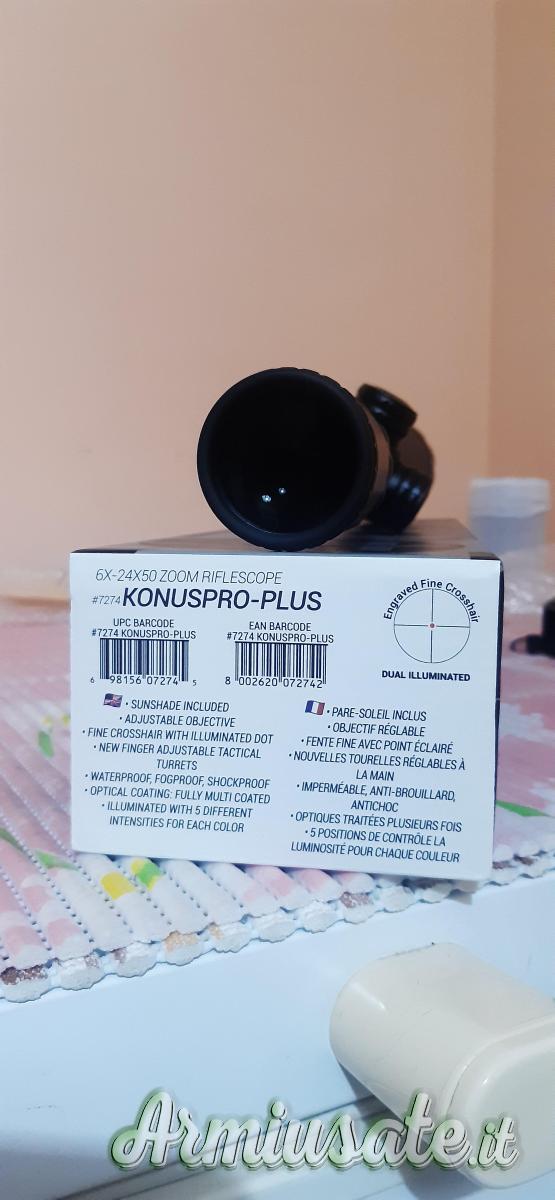 6X-24X50 ZOOM RIFLESCOPE
#7274 KONUSPRO-PLUS
UPC BARCODE
#7274 KONUSPRO-PLUS
6 98156 07274 5
EAN BARCODE
#7274 KONUSPRO-PLUS
8 002620 072742
Engraved Fine Crosshair
DUAL ILLUMINATED
• SUNSHADE INCLUDED
• ADJUSTABLE OBJECTIVE
• FINE CROSSHAIR WITH ILLUMINATED DOT
• NEW FINGER ADJUSTABLE TACTICAL
TURRETS
• WATERPROOF, FOGPROOF, SHOCKPROOF
• OPTICAL COATING: FULLY MULTI COATED
• ILLUMINATED WITH 5 DIFFERENT
INTENSITIES FOR EACH COLOR
• PARE-SOLEIL INCLUS
• OBJECTIF RÉGLABLE
• FENTE FINE AVEC POINT ÉCLAIRÉ
• NOUVELLES TOURELLES RÉGLABLES À
LA MAIN
• IMPERMÉABLE, ANTI-BROUILLARD,
ANTICHOC
• OPTIQUES TRAITÉES PLUSIEURS FOIS
• 5 POSITIONS DE CONTRÔLE LA
LUMINOSITÉ POUR CHAQUE COULEUR
Armiusate.it